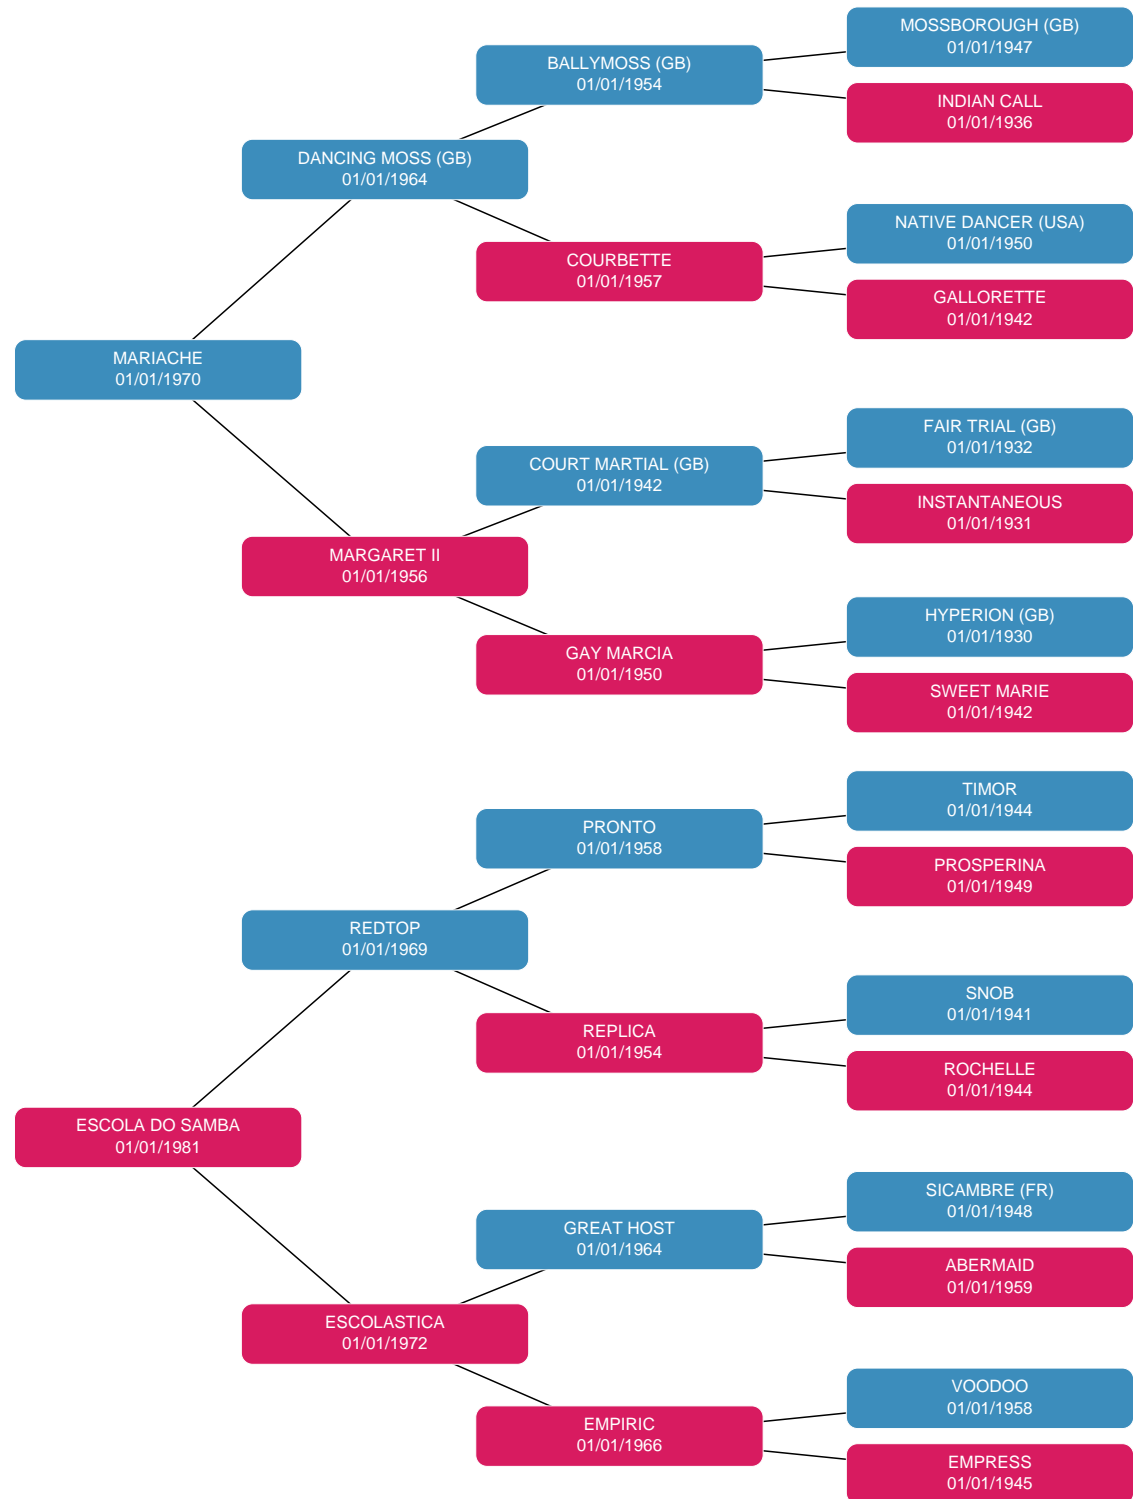 MOSSBOROUGH (GB)
01/01/1947
BALLYMOSS (GB)
01/01/1954
INDIAN CALL
01/01/1936
DANCING MOSS (GB)
01/01/1964
NATIVE DANCER (USA)
01/01/1950
COURBETTE
01/01/1957
GALLORETTE
01/01/1942
MARIACHE
01/01/1970
FAIR TRIAL (GB)
01/01/1932
COURT MARTIAL (GB)
01/01/1942
INSTANTANEOUS
01/01/1931
MARGARET II
01/01/1956
HYPERION (GB)
01/01/1930
GAY MARCIA
01/01/1950
SWEET MARIE
01/01/1942
TIMOR
01/01/1944
PRONTO
01/01/1958
PROSPERINA
01/01/1949
REDTOP
01/01/1969
SNOB
01/01/1941
REPLICA
01/01/1954
ROCHELLE
01/01/1944
ESCOLA DO SAMBA
01/01/1981
SICAMBRE (FR)
01/01/1948
GREAT HOST
01/01/1964
ABERMAID
01/01/1959
ESCOLASTICA
01/01/1972
VOODOO
01/01/1958
EMPIRIC
01/01/1966
EMPRESS
01/01/1945